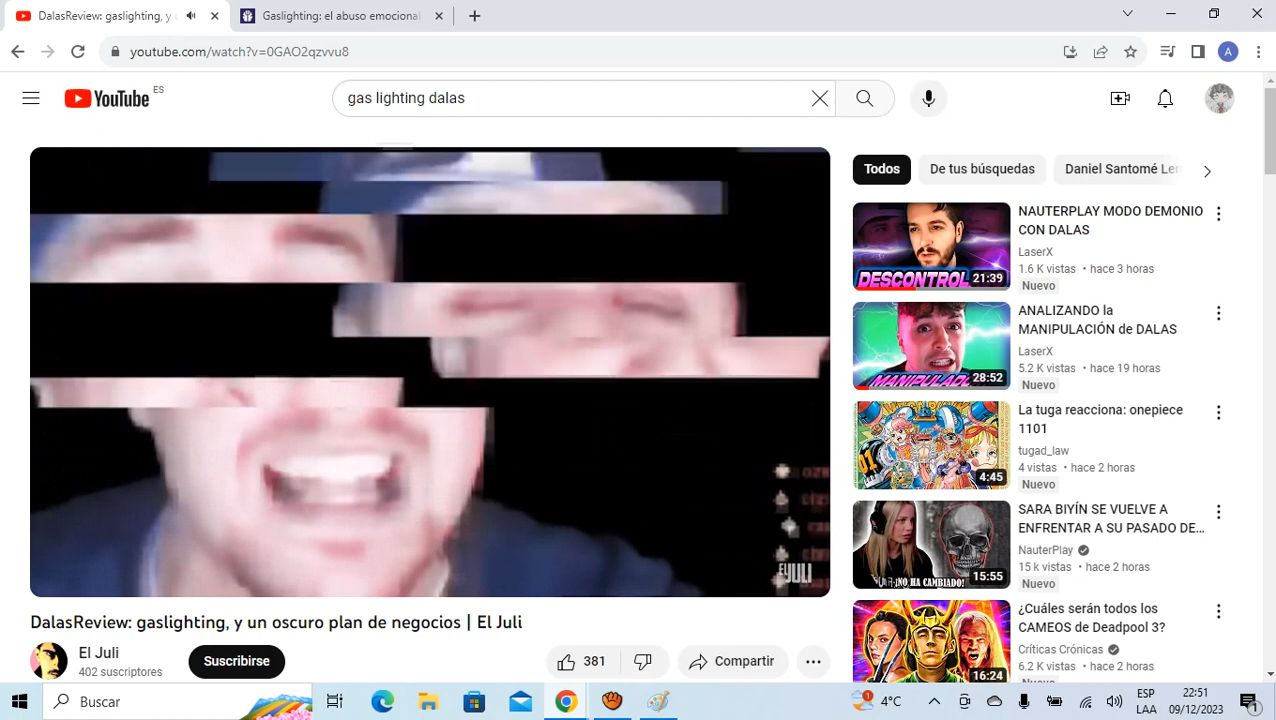 DalasReview: gaslighting, y u
Gaslighting: el abuso emocional
youtube.com/watch?v=0GAO2qzvvu8
A
YouTube ES
gas lighting dalas
Todos
De tus búsquedas
Daniel Santomé Len
DESCONTROL
21:39
NAUTERPLAY MODO DEMONIO
CON DALAS
LaserX
1.6 K vistas • hace 3 horas
Nuevo
MANIPULADO
28:52
ANALIZANDO la
MANIPULACIÓN de DALAS
LaserX
5.2 K vistas • hace 19 horas
Nuevo
4:45
La tuga reacciona: onepiece
1101
tugad_law
4 vistas • hace 2 horas
Nuevo
¡NO HA CAMBIADO!
15:55
SARA BIYÍN SE VUELVE A
ENFRENTAR A SU PASADO DE...
NauterPlay
15 k vistas • hace 2 horas
Nuevo
16:24
¿Cuáles serán todos los
CAMEOS de Deadpool 3?
Críticas Crónicas
6.2 K vistas • hace 2 horas
EYUULI
DalasReview: gaslighting, y un oscuro plan de negocios | El Juli
El Juli
402 suscriptores
Suscribirse
381
Compartir
Buscar
1
4°C
ESP
LAA
22:51
09/12/2023
1